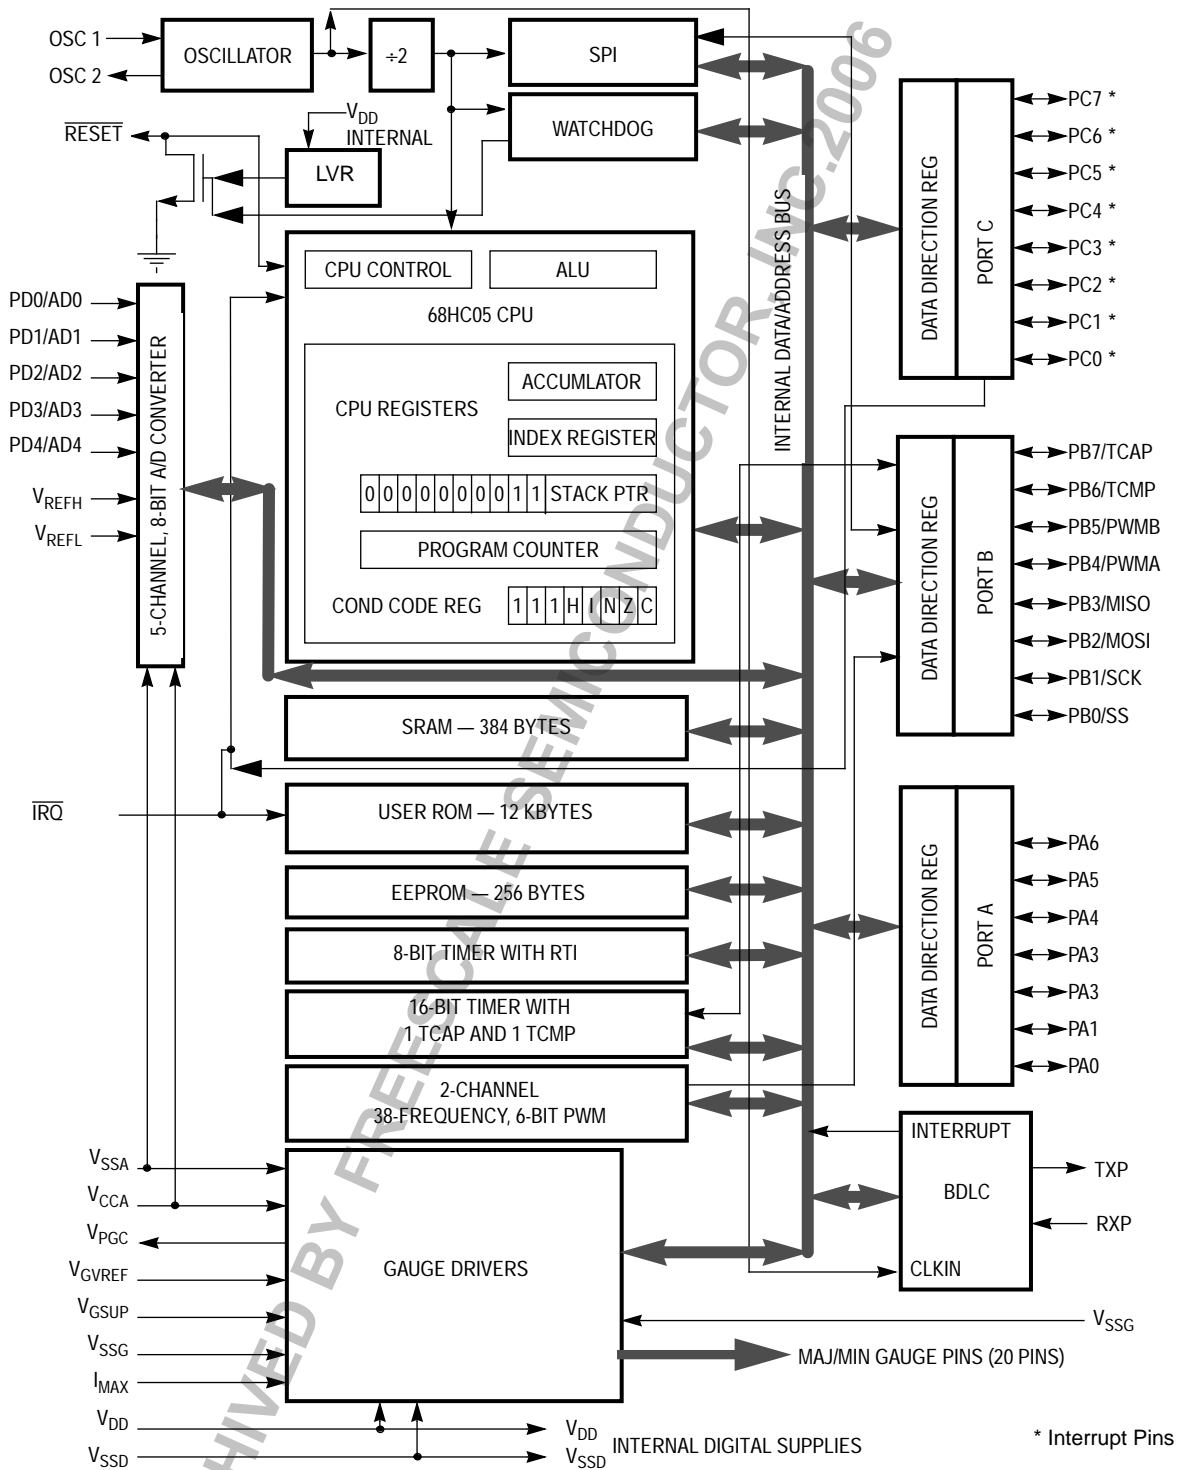 OSC 1
OSC 2
OSCILLATOR
÷2
SPI
WATCHDOG
RESET
VDD
INTERNAL
LVR
CPU CONTROL
ALU
68HC05 CPU
CPU REGISTERS
ACCUMLATOR
INDEX REGISTER
0 0 0 0 0 0 0 0 1 1 STACK PTR
PROGRAM COUNTER
COND CODE REG
1 1 1 H I N Z C
PD0/AD0
PD1/AD1
PD2/AD2
PD3/AD3
PD4/AD4
VREFH
VREFL
5-CHANNEL, 8-BIT A/D CONVERTER
INTERNAL DATA/ADDRESS BUS
DATA DIRECTION REG
PORT C
PC7 *
PC6 *
PC5 *
PC4 *
PC3 *
PC2 *
PC1 *
PC0 *
DATA DIRECTION REG
PORT B
PB7/TCAP
PB6/TCMP
PB5/PWMB
PB4/PWMA
PB3/MISO
PB2/MOSI
PB1/SCK
PB0/SS
SRAM — 384 BYTES
IRQ
USER ROM — 12 KBYTES
EEPROM — 256 BYTES
8-BIT TIMER WITH RTI
16-BIT TIMER WITH
1 TCAP AND 1 TCMP
2-CHANNEL
38-FREQUENCY, 6-BIT PWM
DATA DIRECTION REG
PORT A
PA6
PA5
PA4
PA3
PA3
PA1
PA0
VSSA
VCCA
VPGC
VGVREF
VGSUP
VSSG
IMAX
VDD
VSSD
GAUGE DRIVERS
INTERRUPT
BDLC
CLKIN
TXP
RXP
VSSG
MAJ/MIN GAUGE PINS (20 PINS)
VDD
VSSD
INTERNAL DIGITAL SUPPLIES
* Interrupt Pins
HIVED BY FREESCALE SEMICONDUCTOR, INC.2006